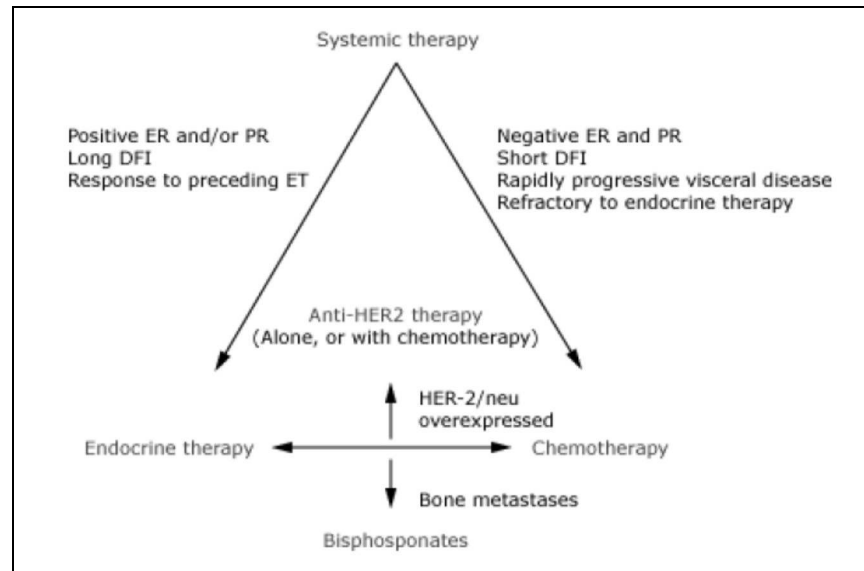 Systemic therapy
Positive ER and/or PR
Long DFI
Response to preceding ET
Negative ER and PR
Short DFI
Rapidly progressive visceral disease
Refractory to endocrine therapy
Anti-HER2 therapy
(Alone, or with chemotherapy)
HER-2/neu
overexpressed
Endocrine therapy
Chemotherapy
Bone metastases
Bisphosponates